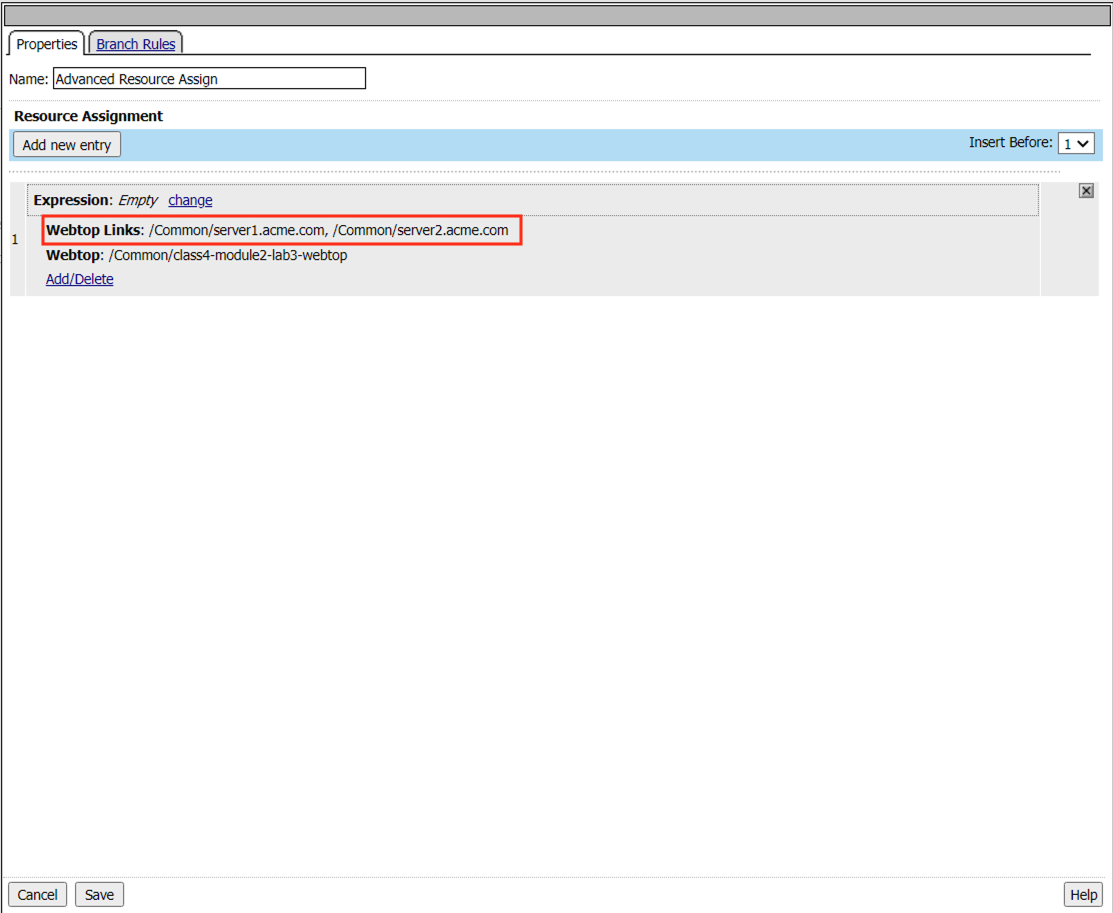 Properties Branch Rules
Name: Advanced Resource Assign
Resource Assignment
Add new entry Insert Before: 1
Expression: Empty change
Webtop Links: /Common/server1.acme.com, /Common/server2.acme.com
1
Webtop: /Common/class4-module2-lab3-webtop
Add/Delete
Cancel Save Help